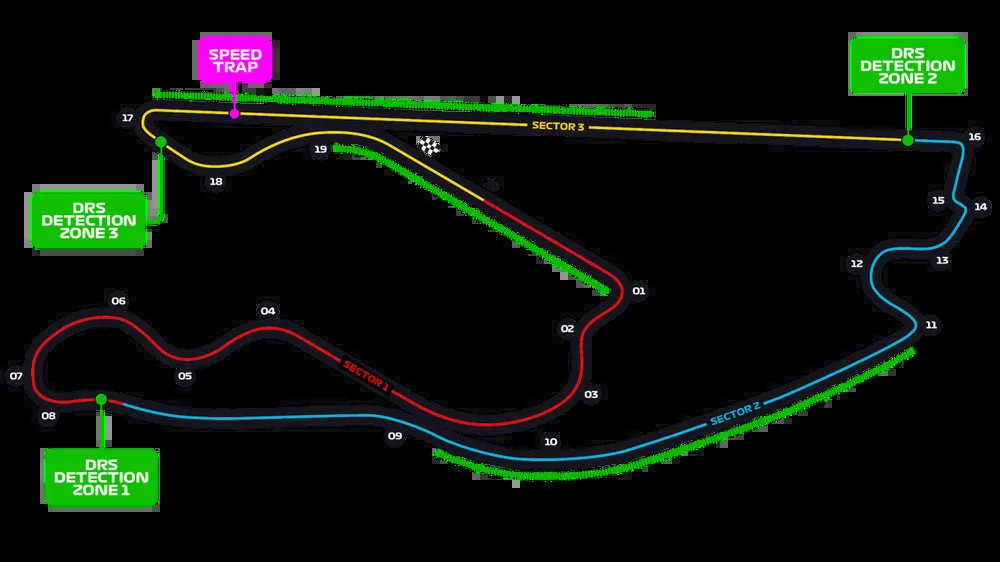 SPEED
TRAP
DRS
DETECTION
ZONE 2
17
SECTOR 3
16
19
18
15
14
DRS
DETECTION
ZONE 3
13
12
01
06
04
02
11
07
05
SECTOR 1
03
08
SECTOR 2
09
10
DRS
DETECTION
ZONE 1